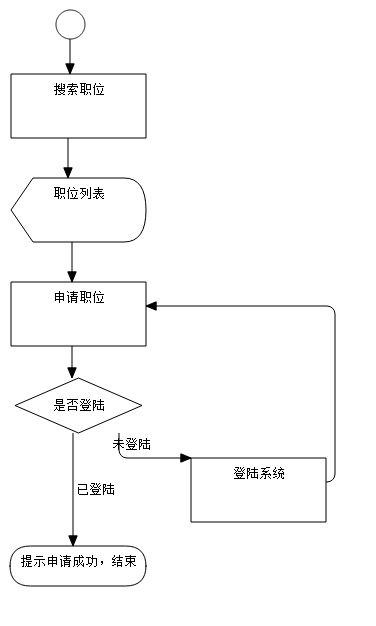 搜索职位
职位列表
申请职位
是否登陆
未登陆
登陆系统
已登陆
提示申请成功，结束